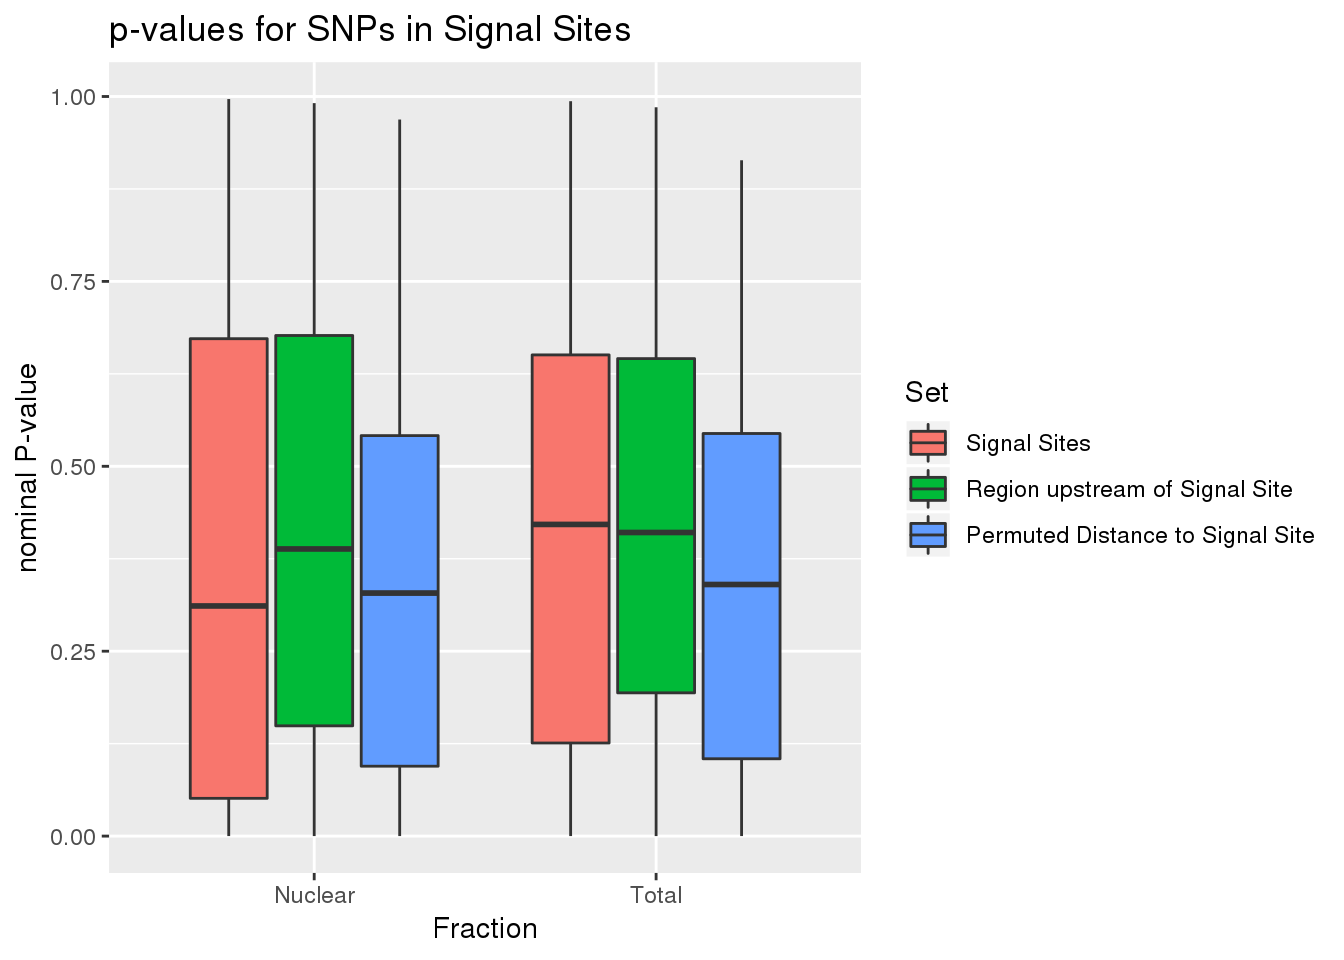 p-values for SNPs in Signal Sites
nominal P-value
1.00
0.75
0.50
0.25
0.00
Nuclear
Total
Fraction
Set
Signal Sites
Region upstream of Signal Site
Permuted Distance to Signal Site